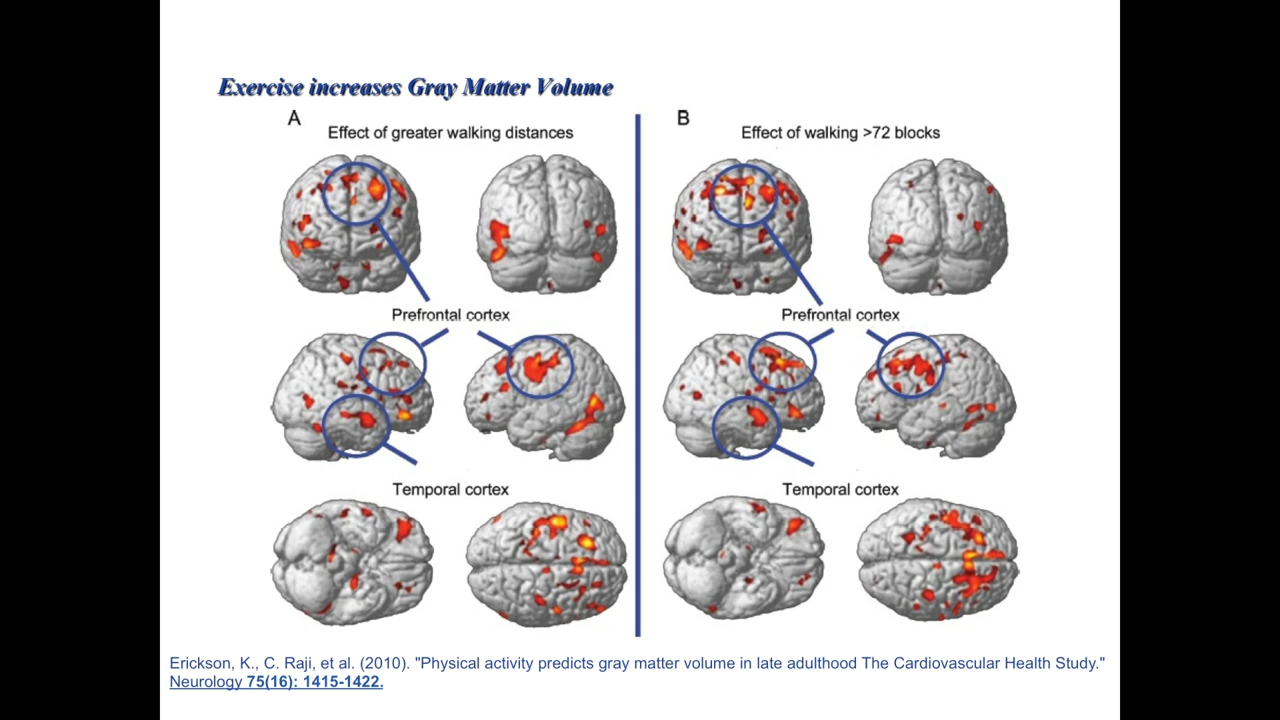 Exercise increases Gray Matter Volume
A
Effect of greater walking distances
B
Effect of walking >72 blocks
Prefrontal cortex
Prefrontal cortex
Temporal cortex
Temporal cortex
Erickson, K., C. Raji, et al. (2010). "Physical activity predicts gray matter volume in late adulthood The Cardiovascular Health Study."
Neurology 75(16): 1415-1422.